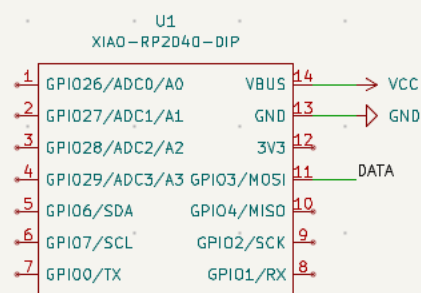 U1
XIAO-RP2040-DIP
1 GPIO26/ADC0/A0 VBUS 14 VCC
2 GPIO27/ADC1/A1 GND 13 GND
3 GPIO28/ADC2/A2 3V3 12
4 GPIO29/ADC3/A3 GPIO3/MOSI 11 DATA
5 GPIO6/SDA GPIO4/MISO 10
6 GPIO7/SCL GPIO2/SCK 9
7 GPIO0/TX GPIO1/RX 8